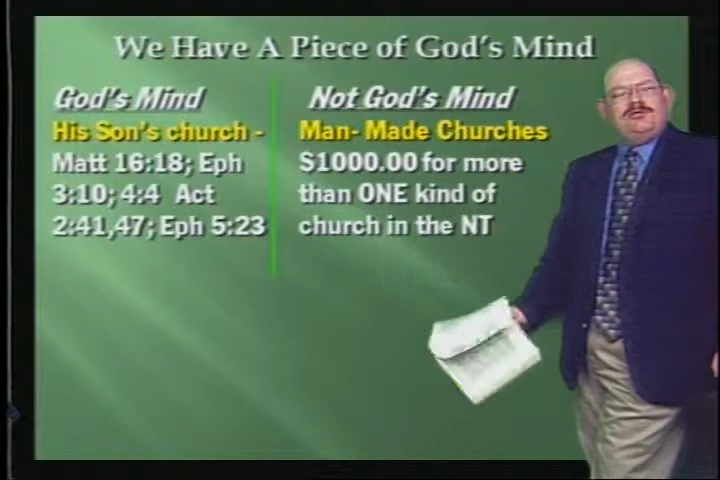 We Have A Piece of God's Mind
God's Mind
His Son's church -
Matt 16:18; Eph
3:10; 4:4 Act
2:41,47; Eph 5:23
Not God's Mind
Man- Made Churches
$1000.00 for more
than ONE kind of
church in the NT